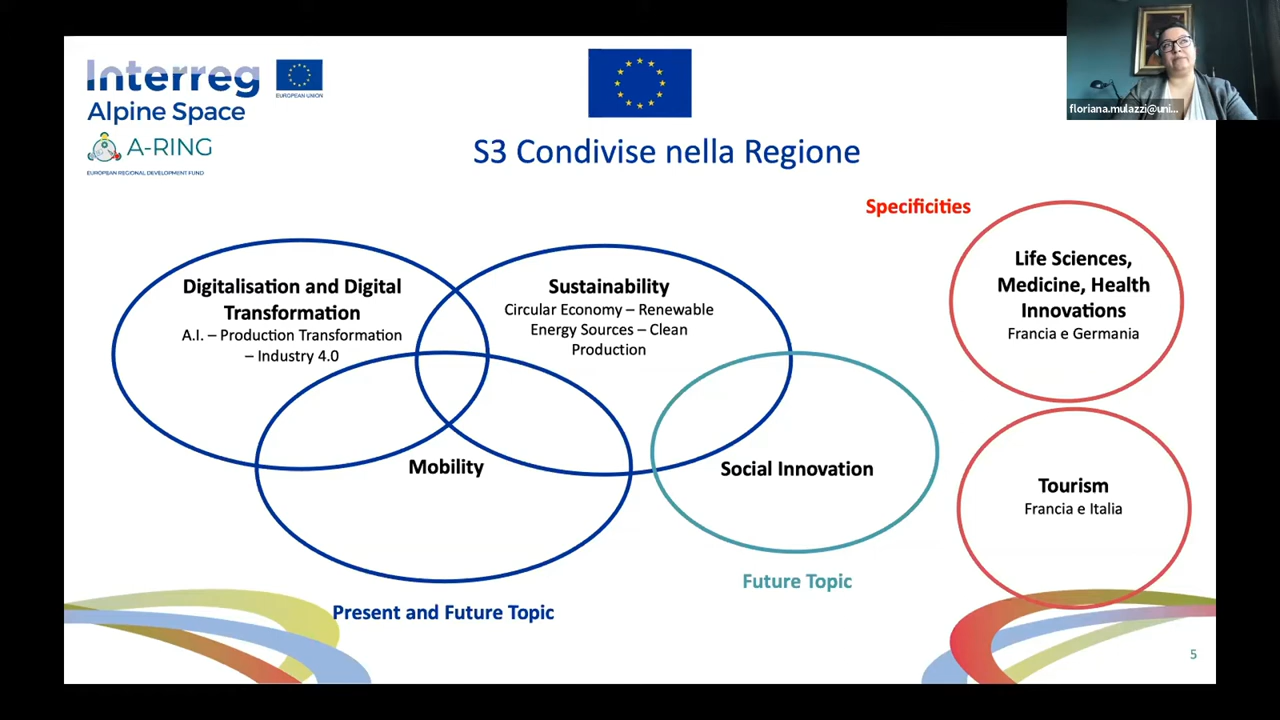 Interreg
EUROPEAN UNION
Alpine Space
A-RING
EUROPEAN REGIONAL DEVELOPMENT FUND
floriana.mulazzi@uni...
S3 Condivise nella Regione
Specificities
Digitalisation and Digital
Transformation
A.I. – Production Transformation
– Industry 4.0
Sustainability
Circular Economy – Renewable
Energy Sources – Clean
Production
Life Sciences,
Medicine, Health
Innovations
Francia e Germania
Mobility
Social Innovation
Tourism
Francia e Italia
Future Topic
Present and Future Topic
5